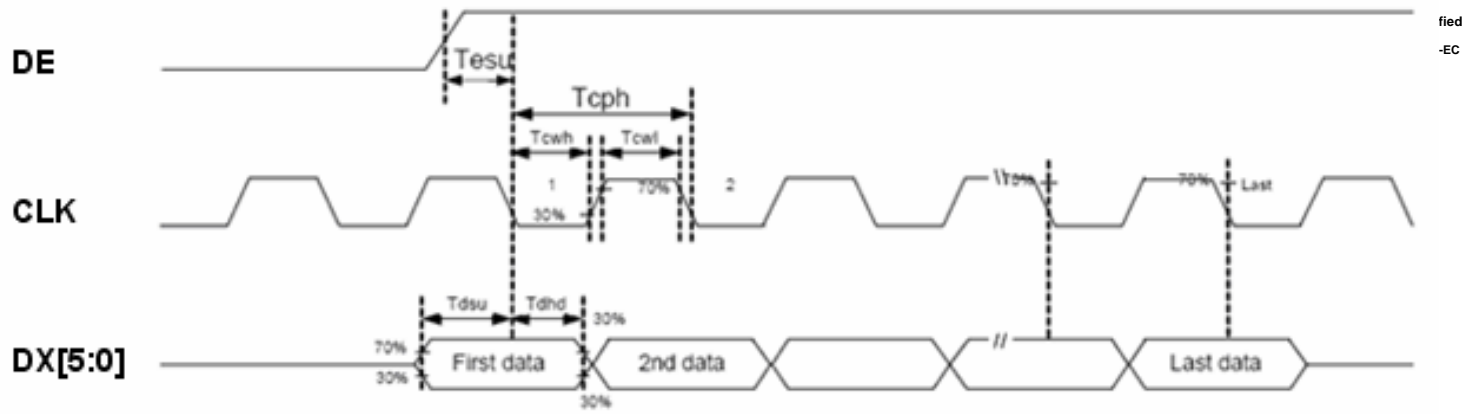 fied
-EC
DE
Tesu
Tcph
Tcwh
Tcwl
1
70%
2
70%
70%
Last
CLK
30%
Tdsu
Tdhd
30%
70%
DX[5:0]
First data
2nd data
//
Last data
30%
30%